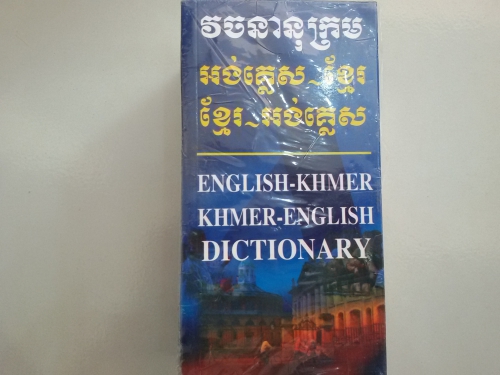 វចនានុក្រម
អង់គ្លេស~ខ្មែរ
ខ្មែរ~អង់គ្លេស
ENGLISH-KHMER
KHMER-ENGLISH
DICTIONARY